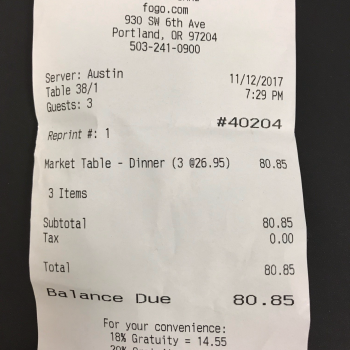 fogo.com
930 SW 6th Ave
Portland, OR 97204
503-241-0900
Server: Austin 11/12/2017
Table 38/1 7:29 PM
Guests: 3
#40204
Reprint #: 1
Market Table - Dinner (3 @26.95) 80.85
3 Items
Subtotal 80.85
Tax 0.00
Total 80.85
Balance Due 80.85
For your convenience:
18% Gratuity = 14.55